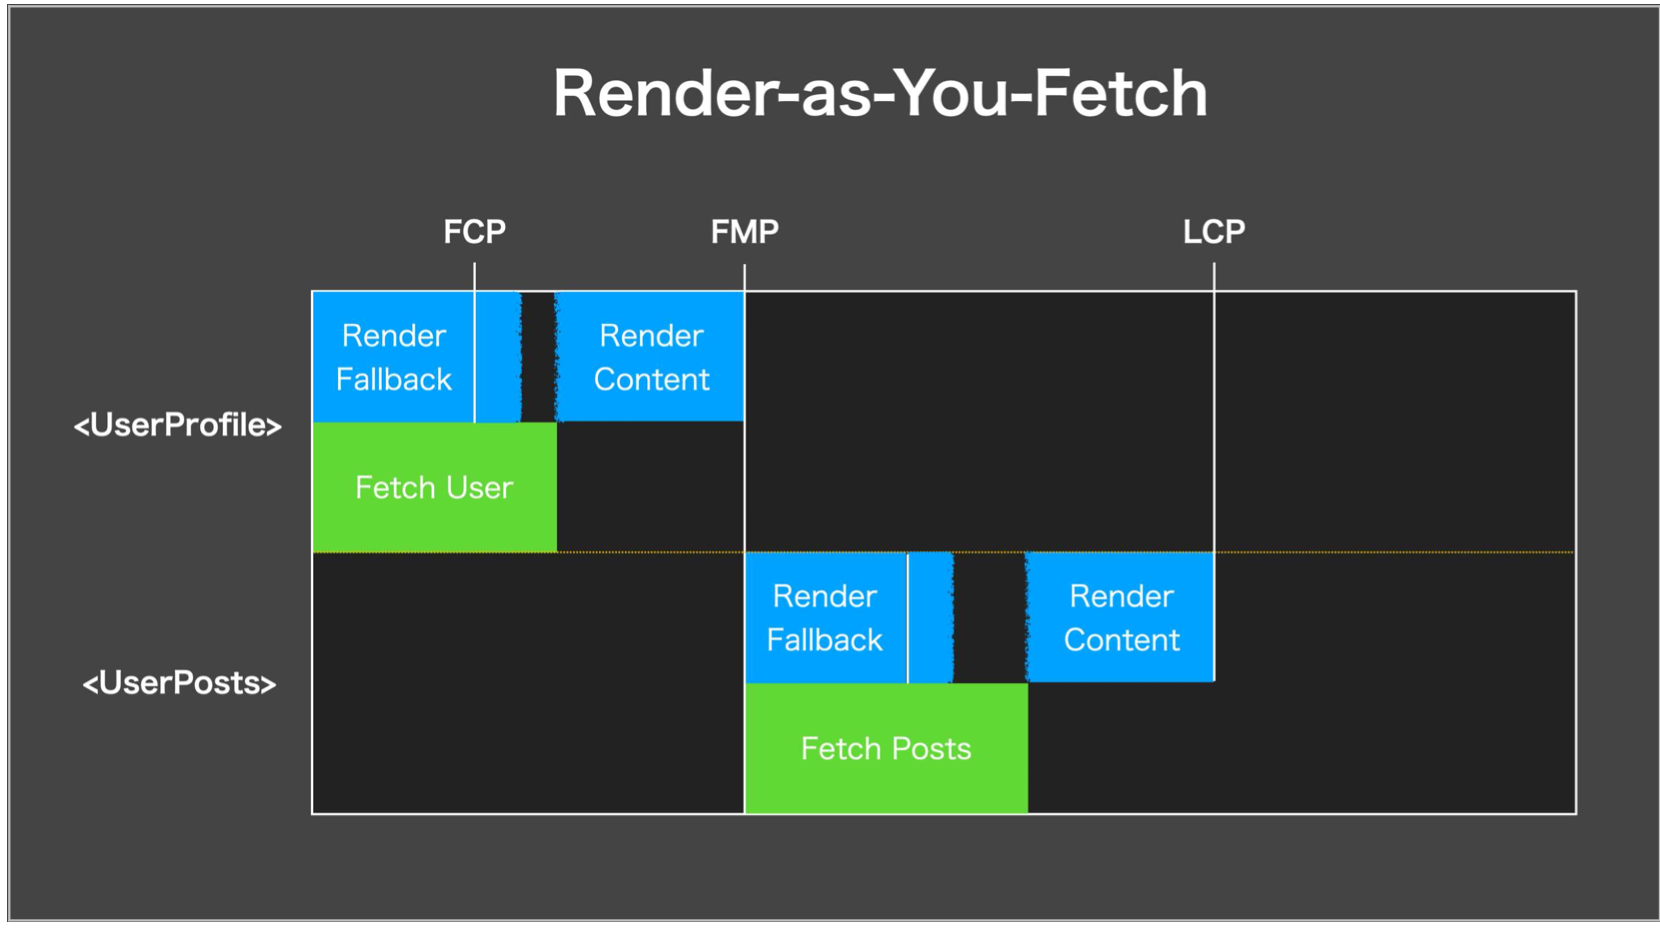 Render-as-You-Fetch
FCP
FMP
LCP
Render
Fallback
Render
Content
<UserProfile>
Fetch User
Render
Fallback
Render
Content
<UserPosts>
Fetch Posts